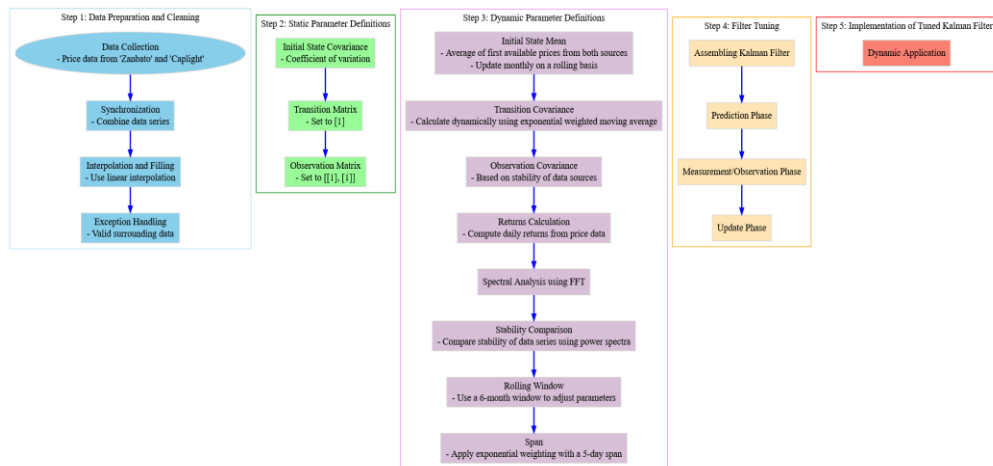 Step 1: Data Preparation and Cleaning
Data Collection
- Price data from 'Zanbato' and 'Caplight'
Synchronization
- Combine data series
Interpolation and Filling
- Use linear interpolation
Exception Handling
- Valid surrounding data
Step 2: Static Parameter Definitions
Initial State Covariance
- Coefficient of variation
Transition Matrix
- Set to [1]
Observation Matrix
- Set to [[1], [1]]
Step 3: Dynamic Parameter Definitions
Initial State Mean
- Average of first available prices from both sources
- Update monthly on a rolling basis
Transition Covariance
- Calculate dynamically using exponential weighted moving average
Observation Covariance
- Based on stability of data sources
Returns Calculation
- Compute daily returns from price data
Spectral Analysis using FFT
Stability Comparison
- Compare stability of data series using power spectra
Rolling Window
- Use a 6-month window to adjust parameters
Span
- Apply exponential weighting with a 5-day span
Step 4: Filter Tuning
Assembling Kalman Filter
Prediction Phase
Measurement/Observation Phase
Update Phase
Step 5: Implementation of Tuned Kalman Filter
Dynamic Application